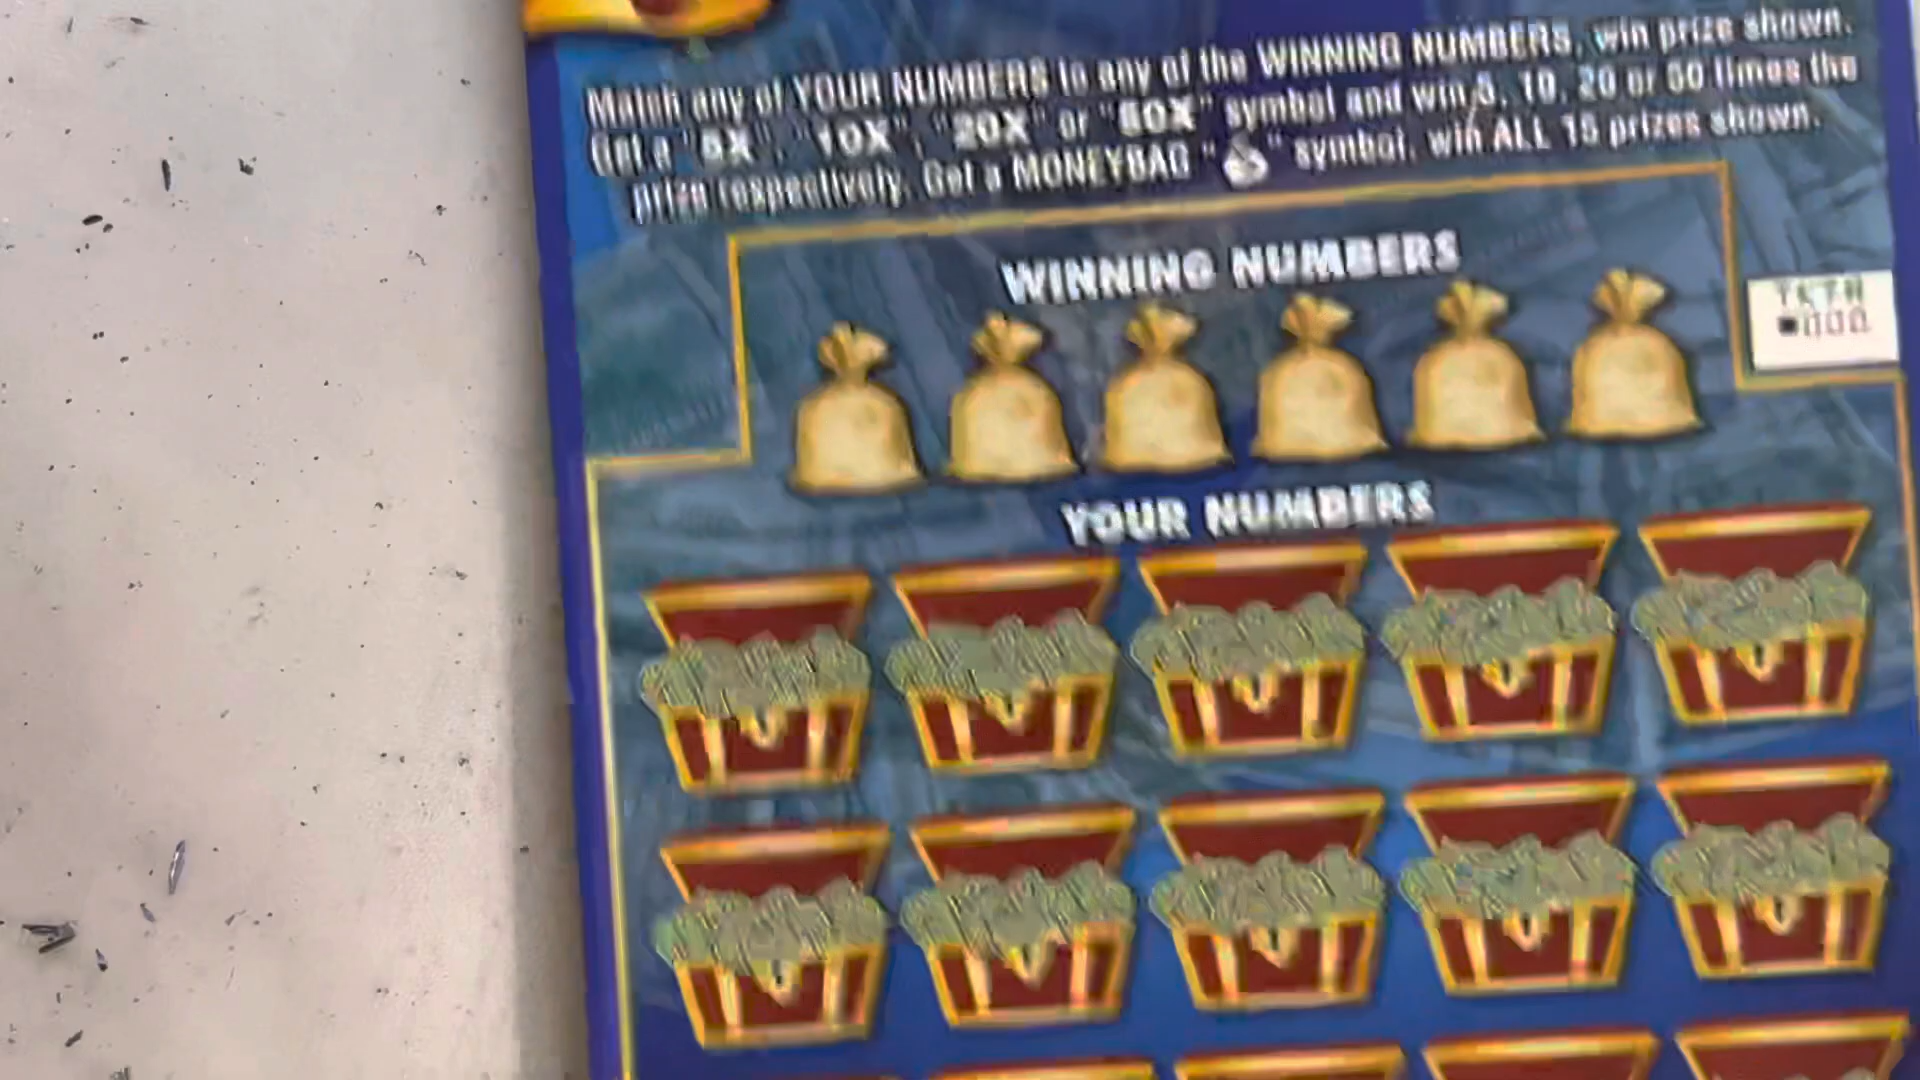 Match any of YOUR NUMBERS to any of the WINNING NUMBERS, win prize shown.
Get a "5X", "10X", "20X" or "50X" symbol and win 5, 10, 20 or 50 times the
prize respectively. Get a MONEYBAG " " symbol, win ALL 15 prizes shown.
WINNING NUMBERS
YOUR NUMBERS